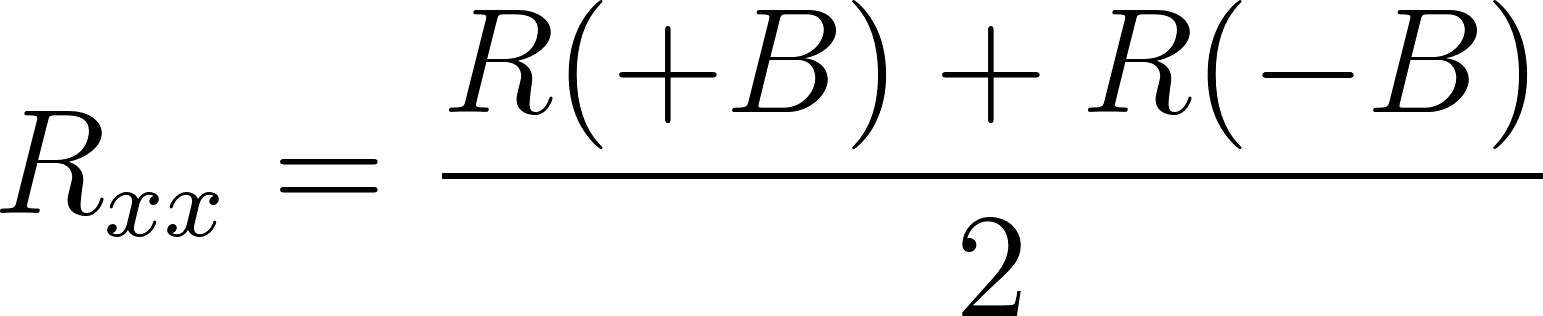 R_{xx} = \frac{R(+B) + R(-B)}{2}